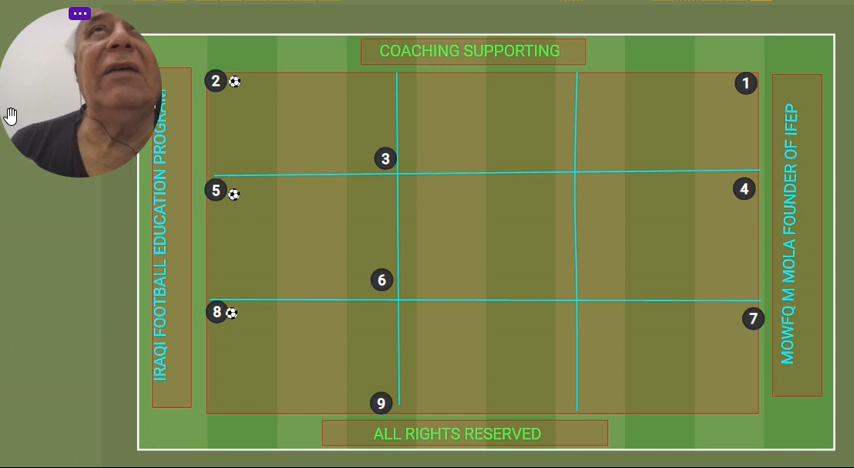 COACHING SUPPORTING
2
1
IRAQI FOOTBALL EDUCATION PROGRAM
MOWFQ M MOLA FOUNDER OF IFEP
3
5
4
6
8
7
9
ALL RIGHTS RESERVED